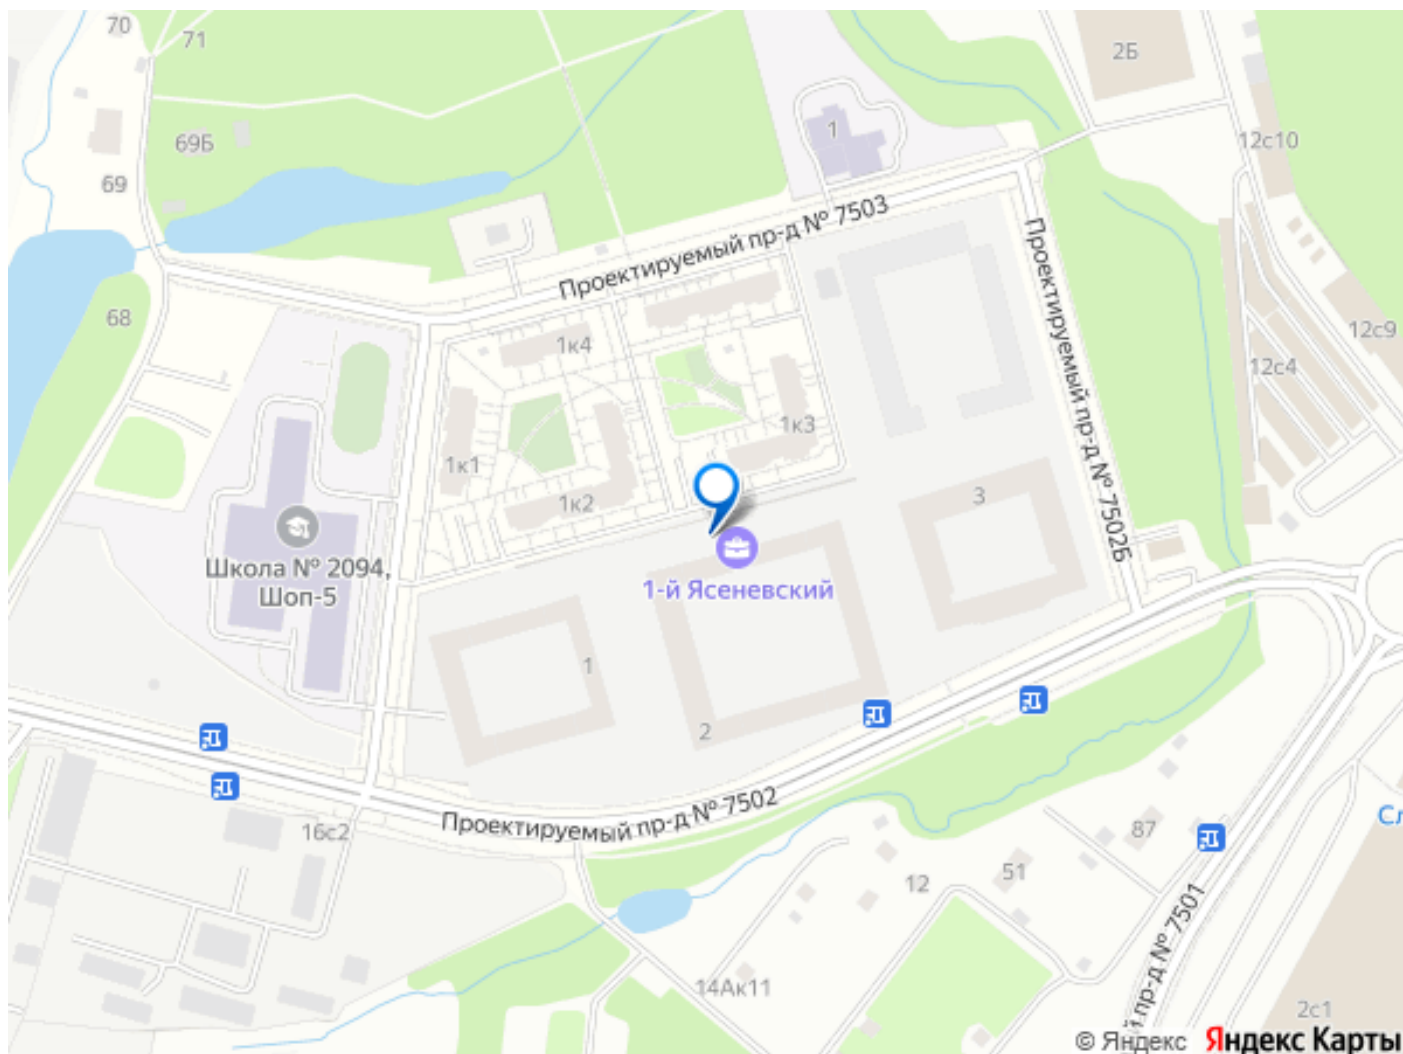 70
71
2Б
69Б
1
12с10
69
Проектируемый пр-д № 7503
Проектируемый пр-д № 7502Б
68
1к4
12с9
12с4
1к3
1к1
1к2
3
Школа № 2094,
Шоп-5
1-й Ясеневский
1
2
Проектируемый пр-д № 7502
16с2
87
Сл
51
12
й пр-д № 7501
14Ак11
2с1
© Яндекс Яндекс Карты